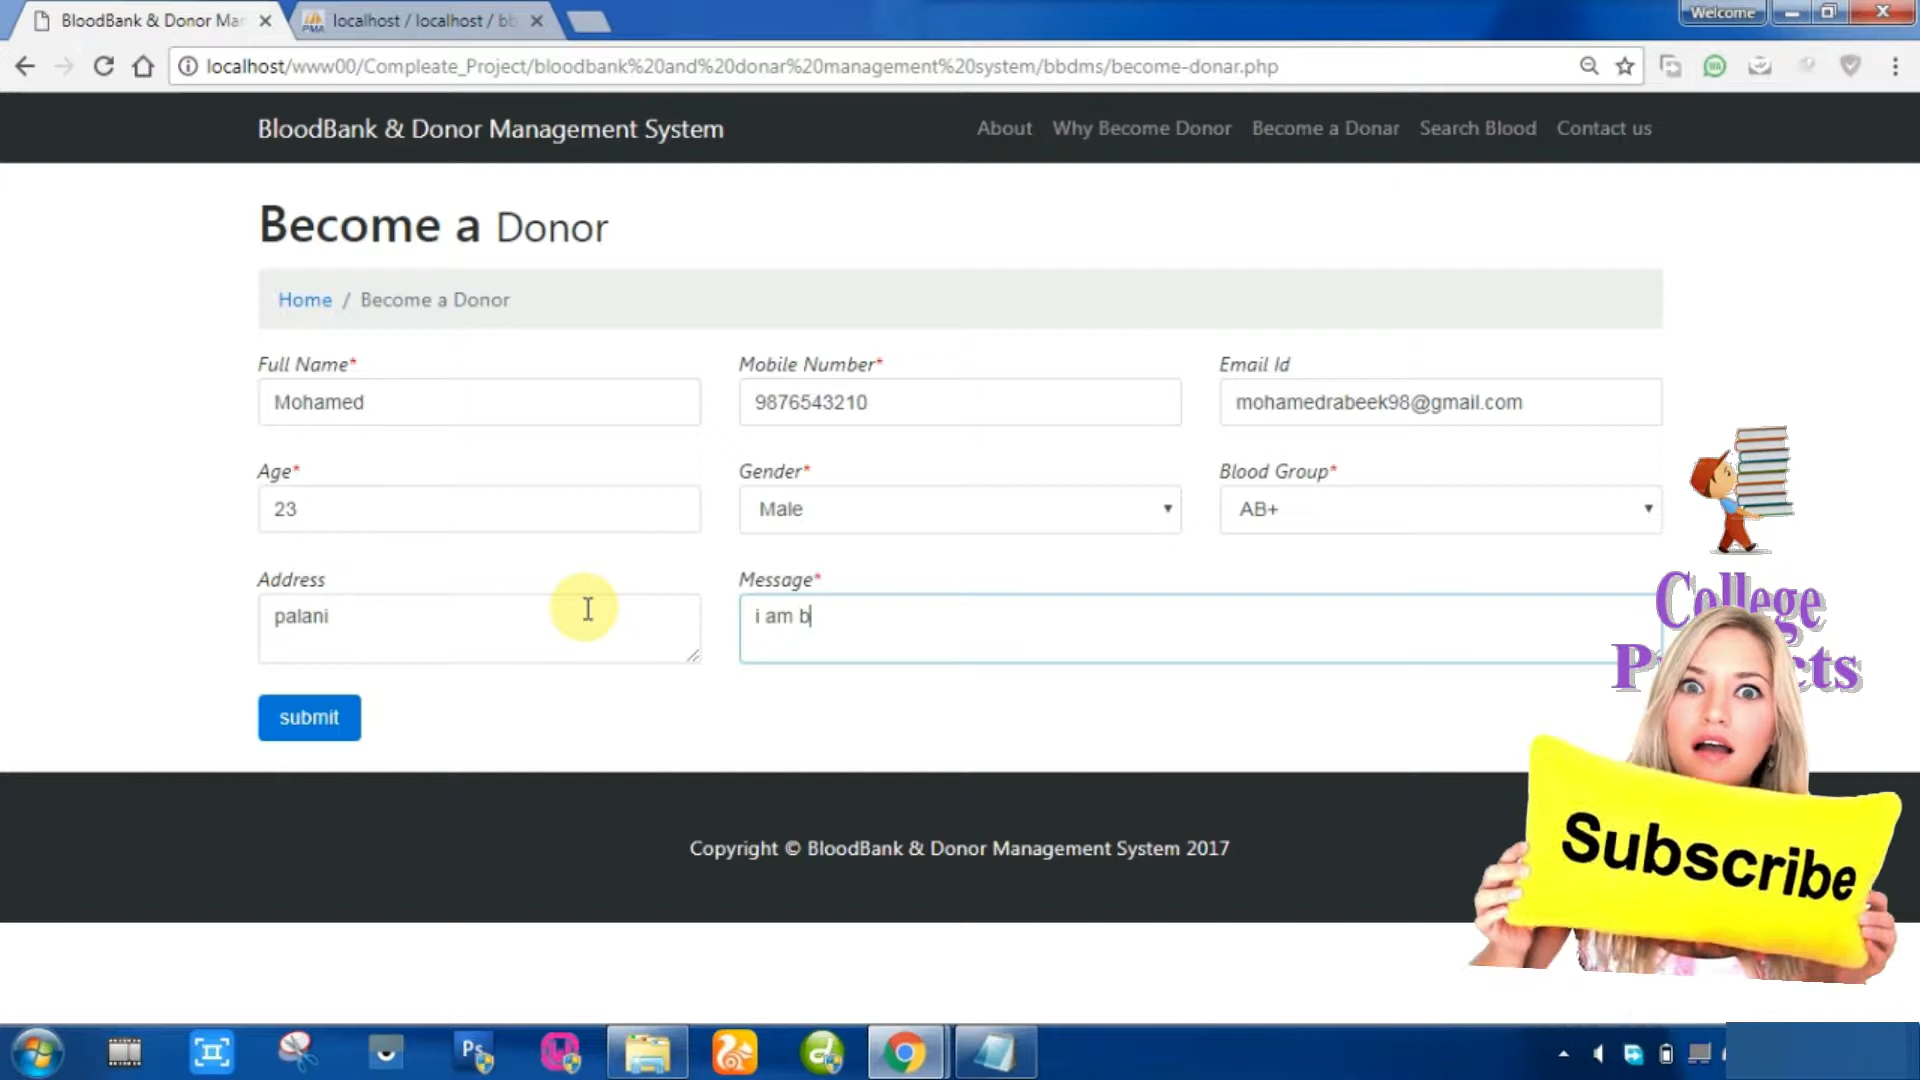 BloodBank & Donor Mar
localhost / localhost / bb
Welcome
localhost/www00/Compleate_Project/bloodbank%20and%20donar%20management%20system/bbdms/become-donar.php
BloodBank & Donor Management System
About Why Become Donor Become a Donar Search Blood Contact us
Become a Donor
Home / Become a Donor
Full Name* Mobile Number* Email Id
Mohamed 9876543210 mohamedrabeek98@gmail.com
Age* Gender* Blood Group*
23 Male AB+
Address Message*
palani i am b
College
submit
Subscribe
Copyright © BloodBank & Donor Management System 2017
PMA
Ps